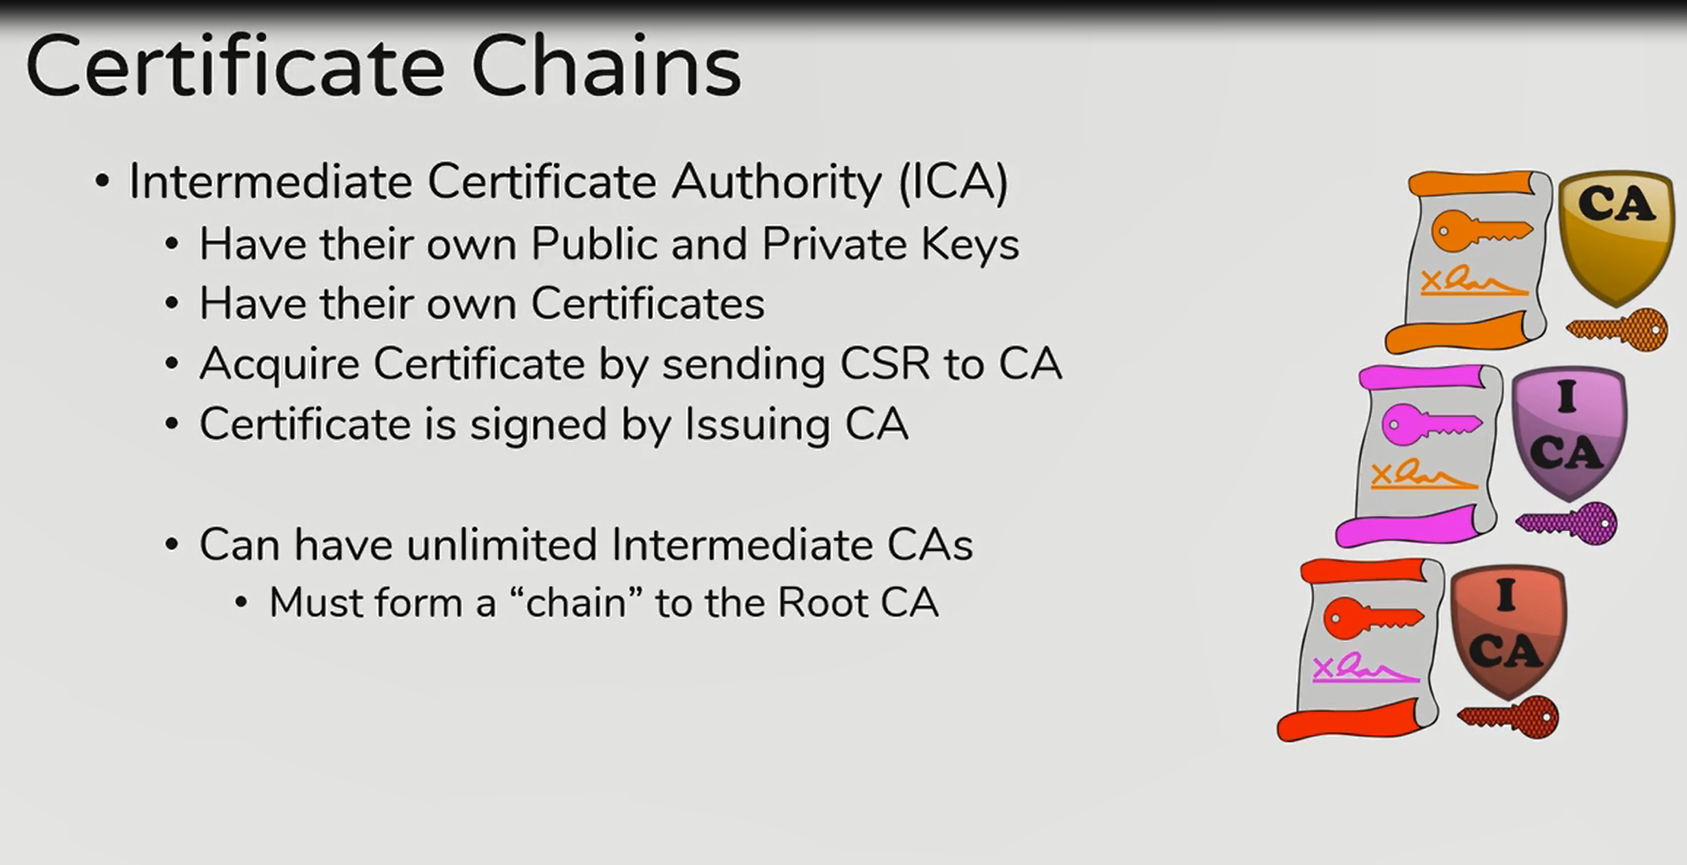 Certificate Chains
• Intermediate Certificate Authority (ICA)
• Have their own Public and Private Keys
• Have their own Certificates
• Acquire Certificate by sending CSR to CA
• Certificate is signed by Issuing CA
• Can have unlimited Intermediate CAs
• Must form a “chain” to the Root CA
CA
I
CA
I
CA